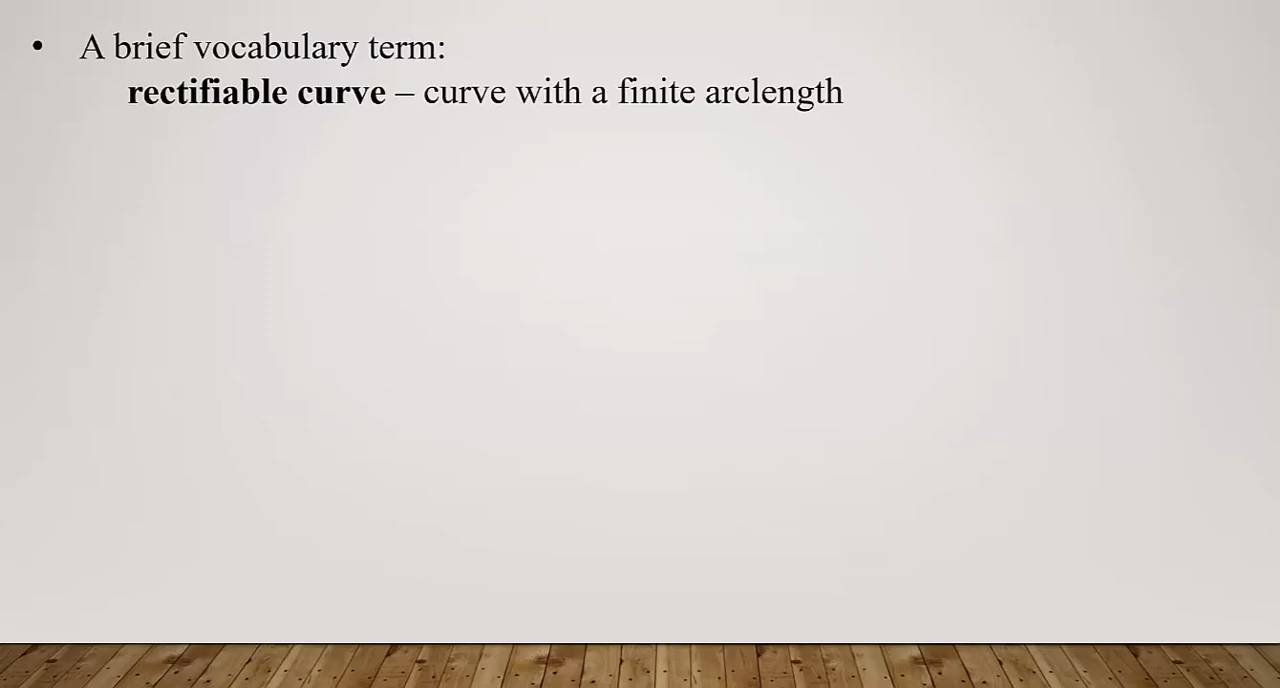 • A brief vocabulary term:
rectifiable curve – curve with a finite arclength